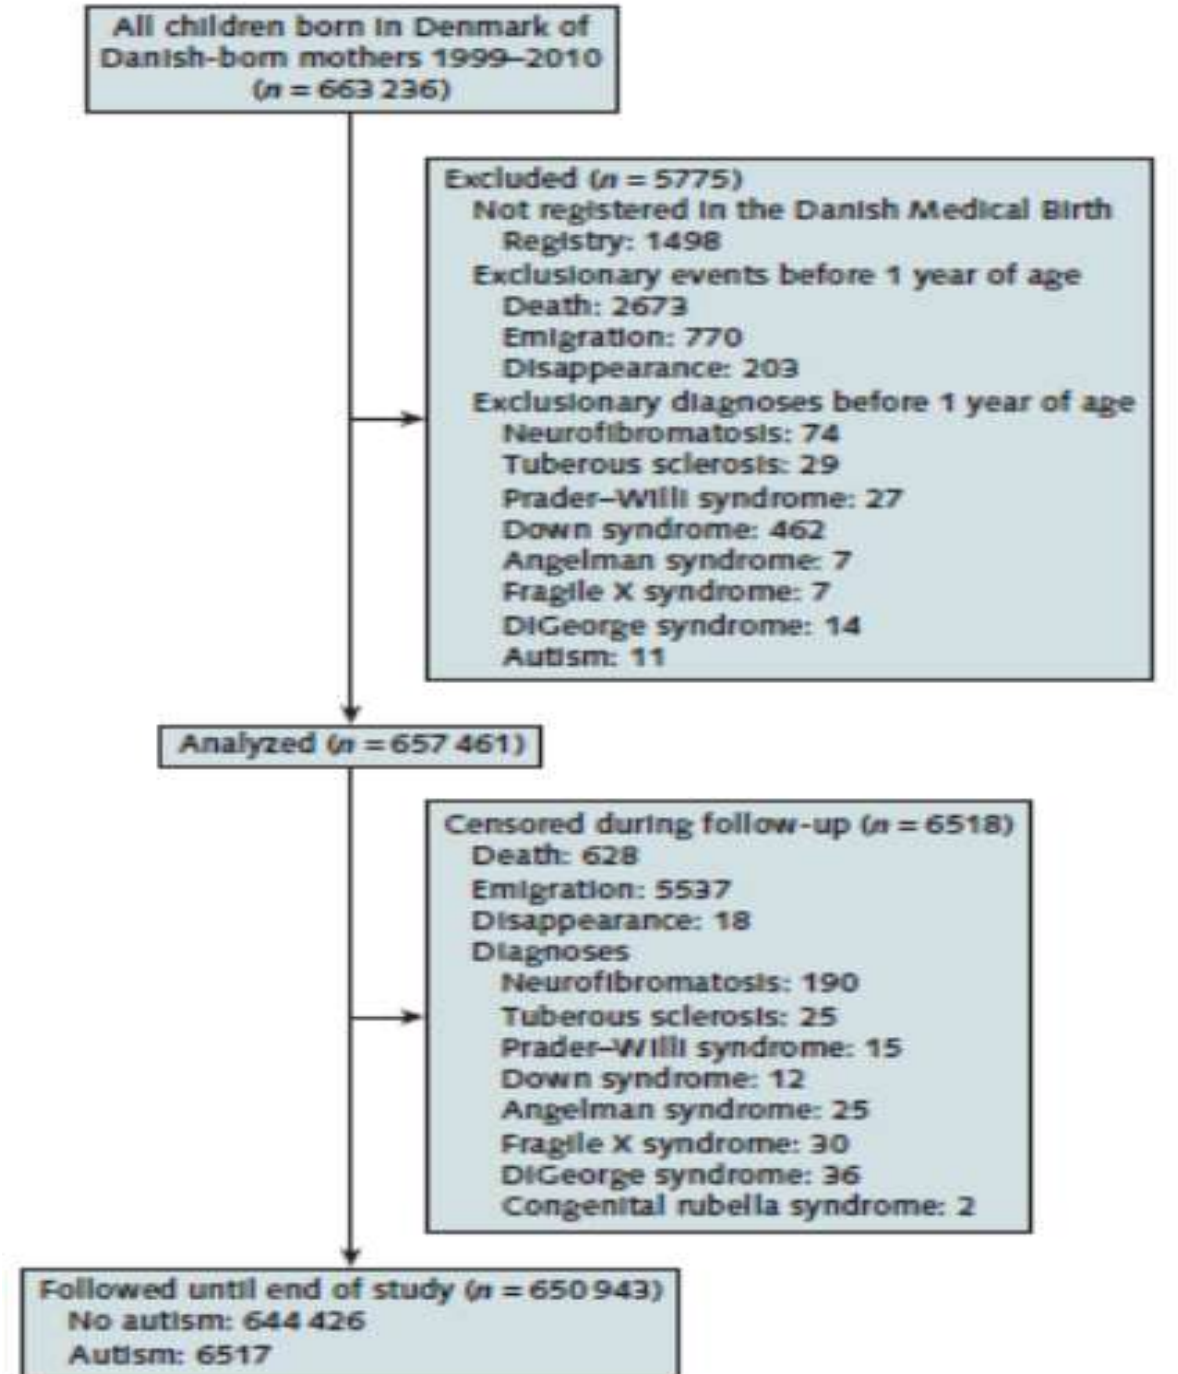 All children born in Denmark of
Danish-born mothers 1999–2010
(n = 663 236)
Excluded (n = 5775)
Not registered in the Danish Medical Birth
Registry: 1498
Exclusionary events before 1 year of age
Death: 2673
Emigration: 770
Disappearance: 203
Exclusionary diagnoses before 1 year of age
Neurofibromatosis: 74
Tuberous sclerosis: 29
Prader–Willi syndrome: 27
Down syndrome: 462
Angelman syndrome: 7
Fragile X syndrome: 7
DiGeorge syndrome: 14
Autism: 11
Analyzed (n = 657 461)
Censored during follow-up (n = 6518)
Death: 628
Emigration: 5537
Disappearance: 18
Diagnoses
Neurofibromatosis: 190
Tuberous sclerosis: 25
Prader–Willi syndrome: 15
Down syndrome: 12
Angelman syndrome: 25
Fragile X syndrome: 30
DiGeorge syndrome: 36
Congenital rubella syndrome: 2
Followed until end of study (n = 650 943)
No autism: 644 426
Autism: 6517